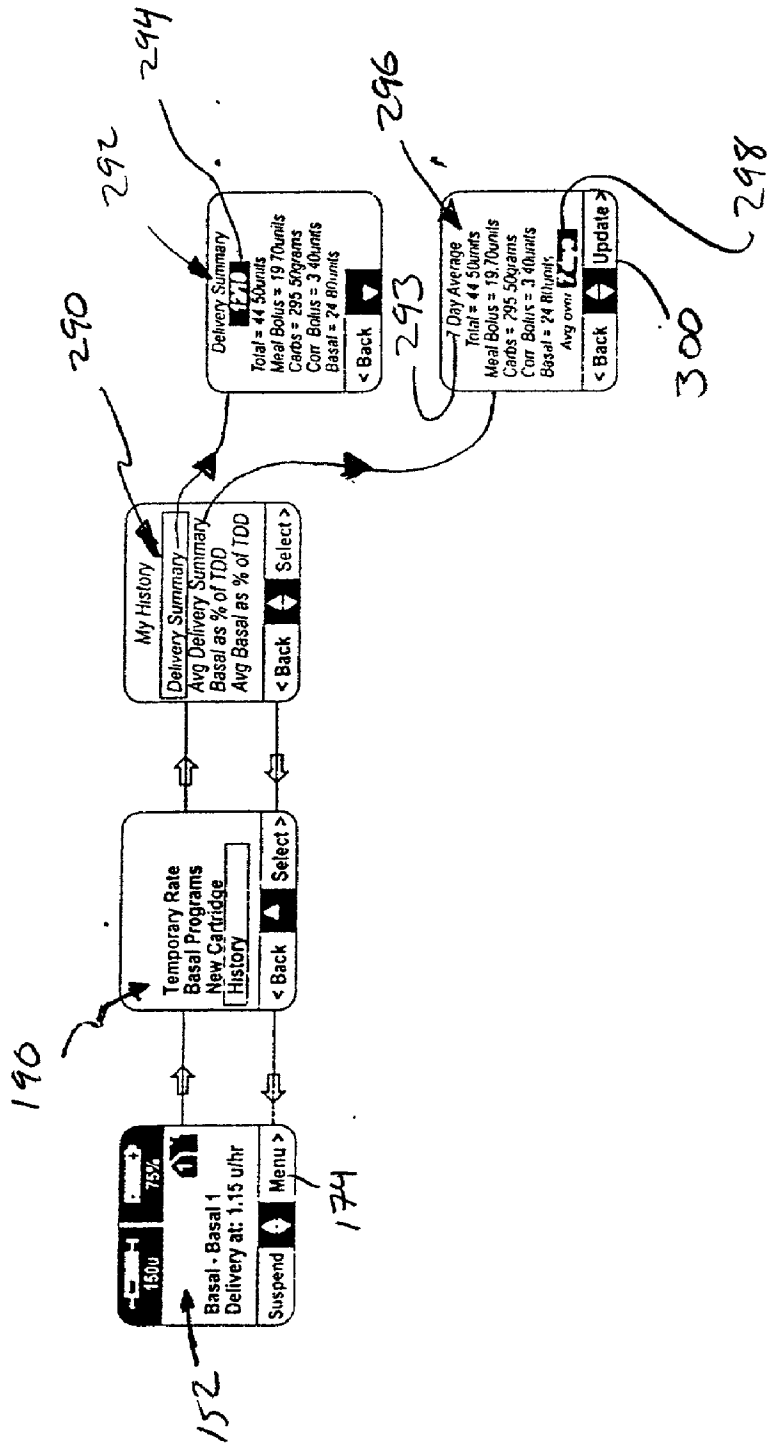 190
152
150u
75%
1
Basal - Basal 1
Delivery at: 1.15 u/hr
Suspend
Menu >
174
Temporary Rate
Basal Programs
New Cartridge
History
< Back
Select >
290
My History
Delivery Summary
Avg Delivery Summary
Basal as % of TDD
Avg Basal as % of TDD
< Back
Select >
292
294
Delivery Summary
Total = 44 50units
Meal Bolus = 19 70units
Carbs = 295 50grams
Corr Bolus = 3 40units
Basal = 24 80units
< Back
293
296
7 Day Average
Total = 44 50units
Meal Bolus = 19.70units
Carbs = 295 50grams
Corr Bolus = 3 40units
Basal = 24 80units
Avg over
< Back
Update >
300
298